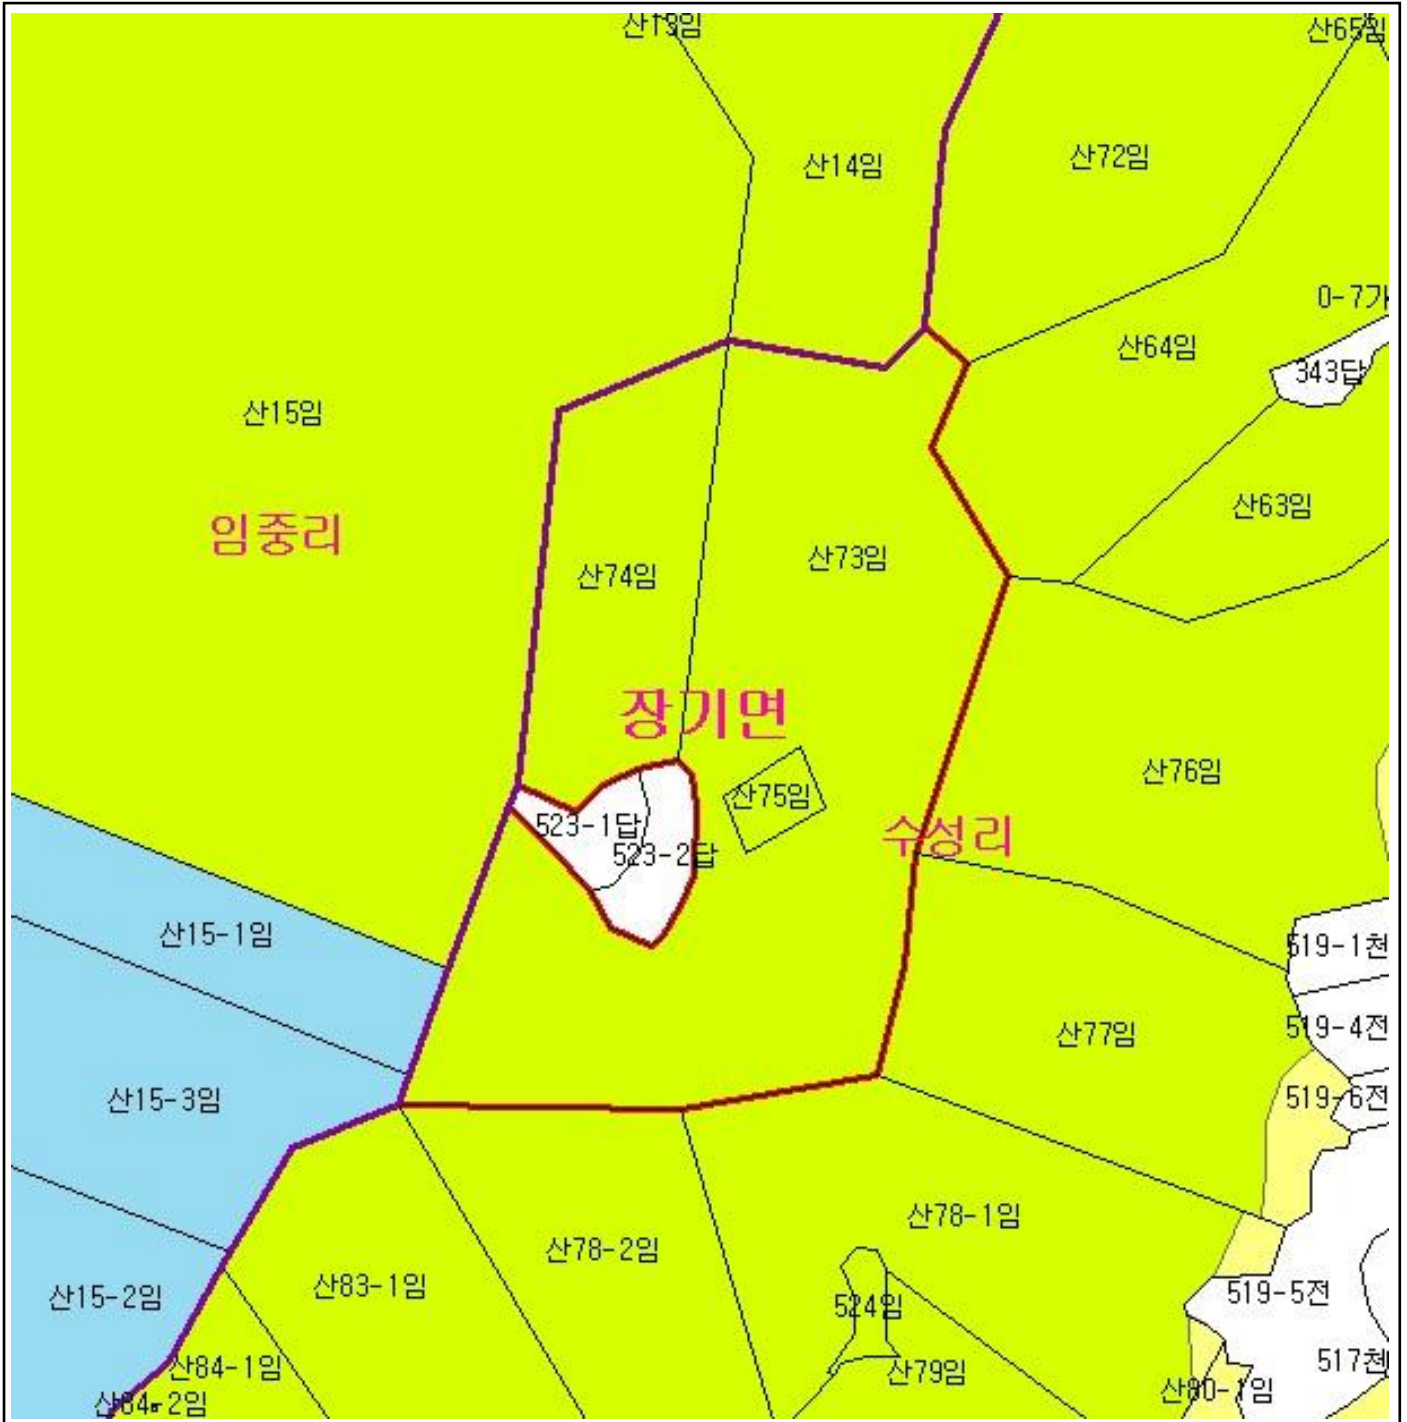 산13임
산65임
산14임
산72임
0-7가
산64임
343답
산15임
산63임
임중리
산73임
산74임
장기면
산76임
산75임
523-1답
수성리
523-2답
산15-1임
519-1천
519-4전
산77임
519-6전
산15-3임
산78-1임
산78-2임
산83-1임
519-5전
산15-2임
524임
517천
산84-1임
산79임
산80-1임
산84-2임